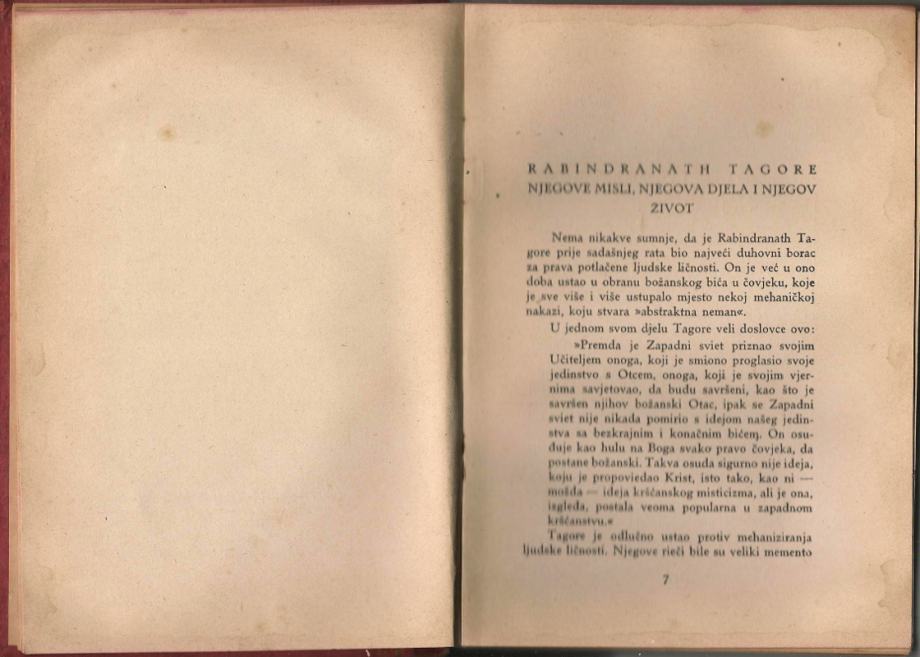 RABINDRANATH TAGORE
NJEGOVE MISLI, NJEGOVA DJELA I NJEGOV
ŽIVOT
Nema nikakve sumnje, da je Rabindranath Ta-
gore prije sadašnjeg rata bio najveći duhovni borac
za prava potlačene ljudske ličnosti. On je već u ono
doba ustao u obranu božanskog bića u čovjeku, koje
je sve više i više ustupalo mjesto nekoj mehaničkoj
nakazi, koju stvara »abstraktna neman«.
U jednom svom djelu Tagore veli doslovce ovo:
»Premda je Zapadni sviet priznao svojim
Učiteljem onoga, koji je smiono proglasio svoje
jedinstvo s Otcem, onoga, koji je svojim vjer-
nima savjetovao, da budu savršeni, kao što je
savršen njihov božanski Otac, ipak se Zapadni
sviet nije nikada pomirio s idejom našeg jedin-
stva sa bezkrajnim i konačnim bićem. On osu-
đuje kao hulu na Boga svako pravo čovjeka, da
postane božanski. Takva osuda sigurno nije ideja,
koju je propoviedao Krist, isto tako, kao ni —
možda — ideja kršćanskog misticizma, ali je ona,
izgleda, postala veoma popularna u zapadnom
kršćanstvu.«
Tagore je odlučno ustao protiv mehaniziranja
ljudske ličnosti. Njegove rieči bile su veliki memento
7